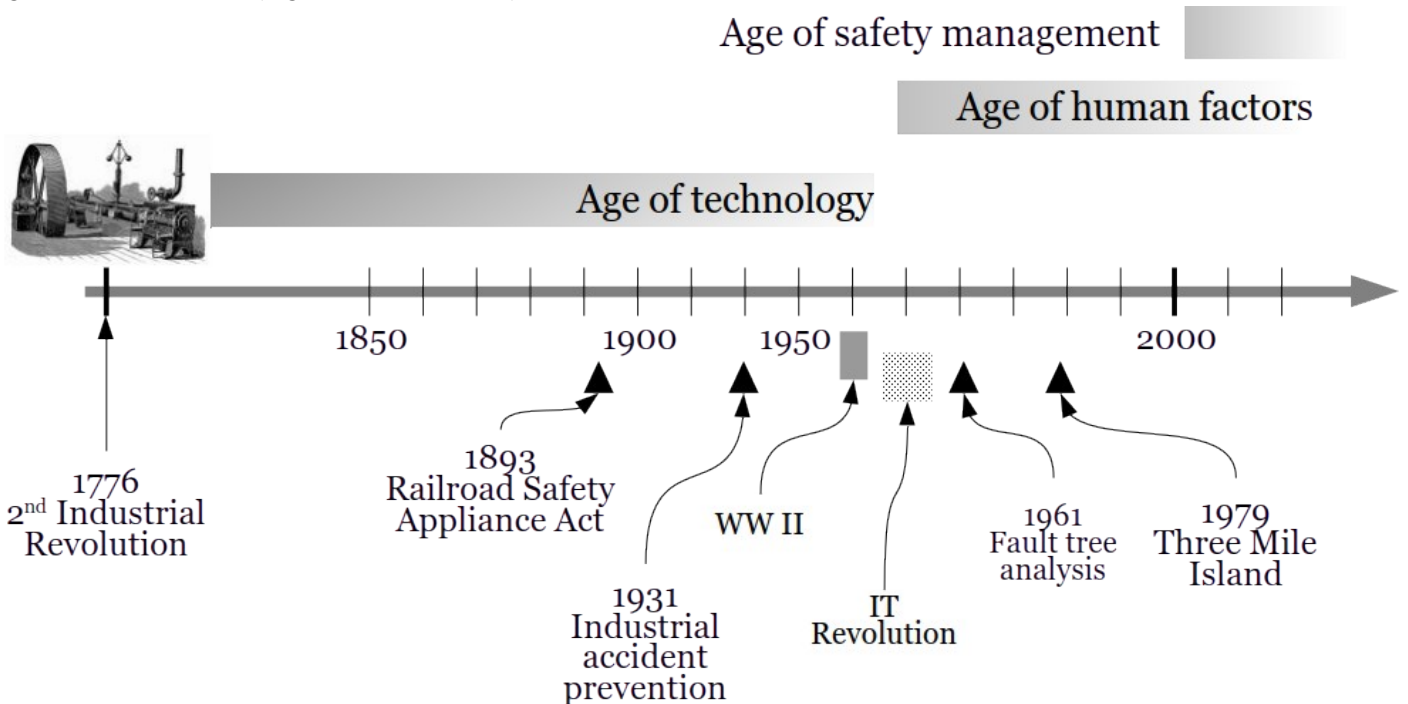 Age of safety management
Age of human factors
Age of technology
1850
1900
1950
2000
1776
2nd Industrial
Revolution
1893
Railroad Safety
Appliance Act
1931
Industrial
accident
prevention
WW II
IT
Revolution
1961
Fault tree
analysis
1979
Three Mile
Island